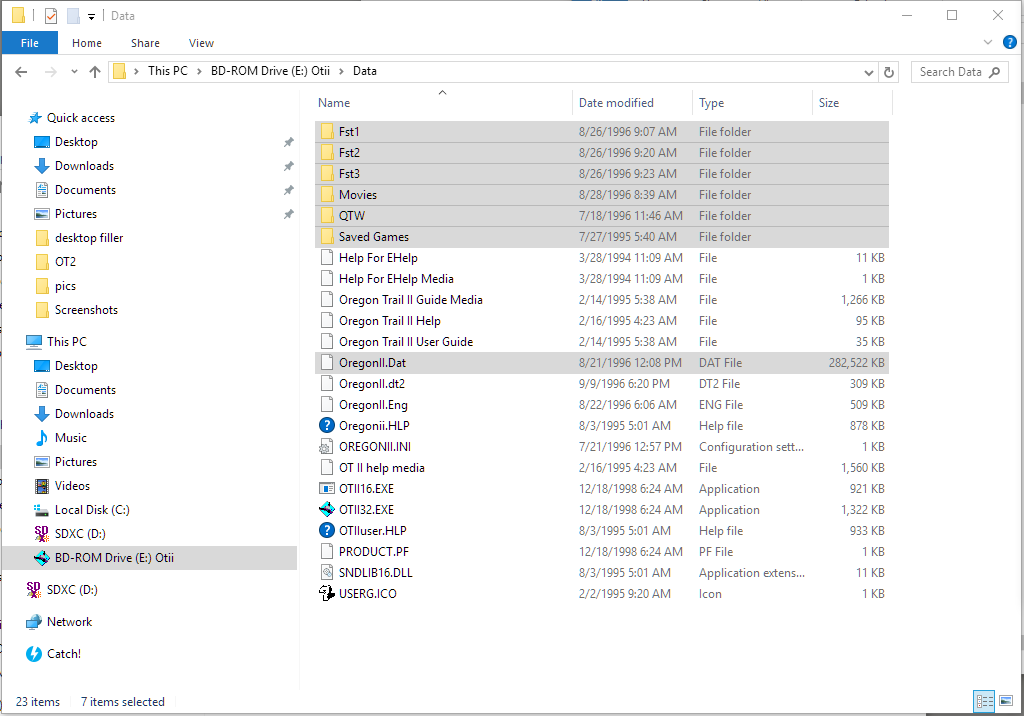 Data
File Home Share View
This PC BD-ROM Drive (E:) Otii Data
Search Data
Name Date modified Type Size
Quick access
Desktop
Downloads
Documents
Pictures
desktop filler
OT2
pics
Screenshots
This PC
Desktop
Documents
Downloads
Music
Pictures
Videos
Local Disk (C:)
SDXC (D:)
BD-ROM Drive (E:) Otii
SDXC (D:)
Network
Catch!
Fst1 8/26/1996 9:07 AM File folder
Fst2 8/26/1996 9:20 AM File folder
Fst3 8/26/1996 9:23 AM File folder
Movies 8/28/1996 8:39 AM File folder
QTW 7/18/1996 11:46 AM File folder
Saved Games 7/27/1995 5:40 AM File folder
Help For EHelp 3/28/1994 11:09 AM File 11 KB
Help For EHelp Media 3/28/1994 11:09 AM File 1 KB
Oregon Trail II Guide Media 2/14/1995 5:38 AM File 1,266 KB
Oregon Trail II Help 2/16/1995 4:23 AM File 95 KB
Oregon Trail II User Guide 2/14/1995 5:38 AM File 35 KB
OregonII.Dat 8/21/1996 12:08 PM DAT File 282,522 KB
OregonII.dt2 9/9/1996 6:20 PM DT2 File 309 KB
OregonII.Eng 8/22/1996 6:06 AM ENG File 509 KB
Oregonii.HLP 8/3/1995 5:01 AM Help file 878 KB
OREGONII.INI 7/21/1996 12:57 PM Configuration sett... 1 KB
OT II help media 2/16/1995 4:23 AM File 1,560 KB
OTII16.EXE 12/18/1998 6:24 AM Application 921 KB
OTII32.EXE 12/18/1998 6:24 AM Application 1,322 KB
OTIIuser.HLP 8/3/1995 5:01 AM Help file 933 KB
PRODUCT.PF 12/18/1998 6:24 AM PF File 1 KB
SNDLIB16.DLL 8/3/1995 5:01 AM Application extens... 11 KB
USERG.ICO 2/2/1995 9:20 AM Icon 1 KB
23 items 7 items selected